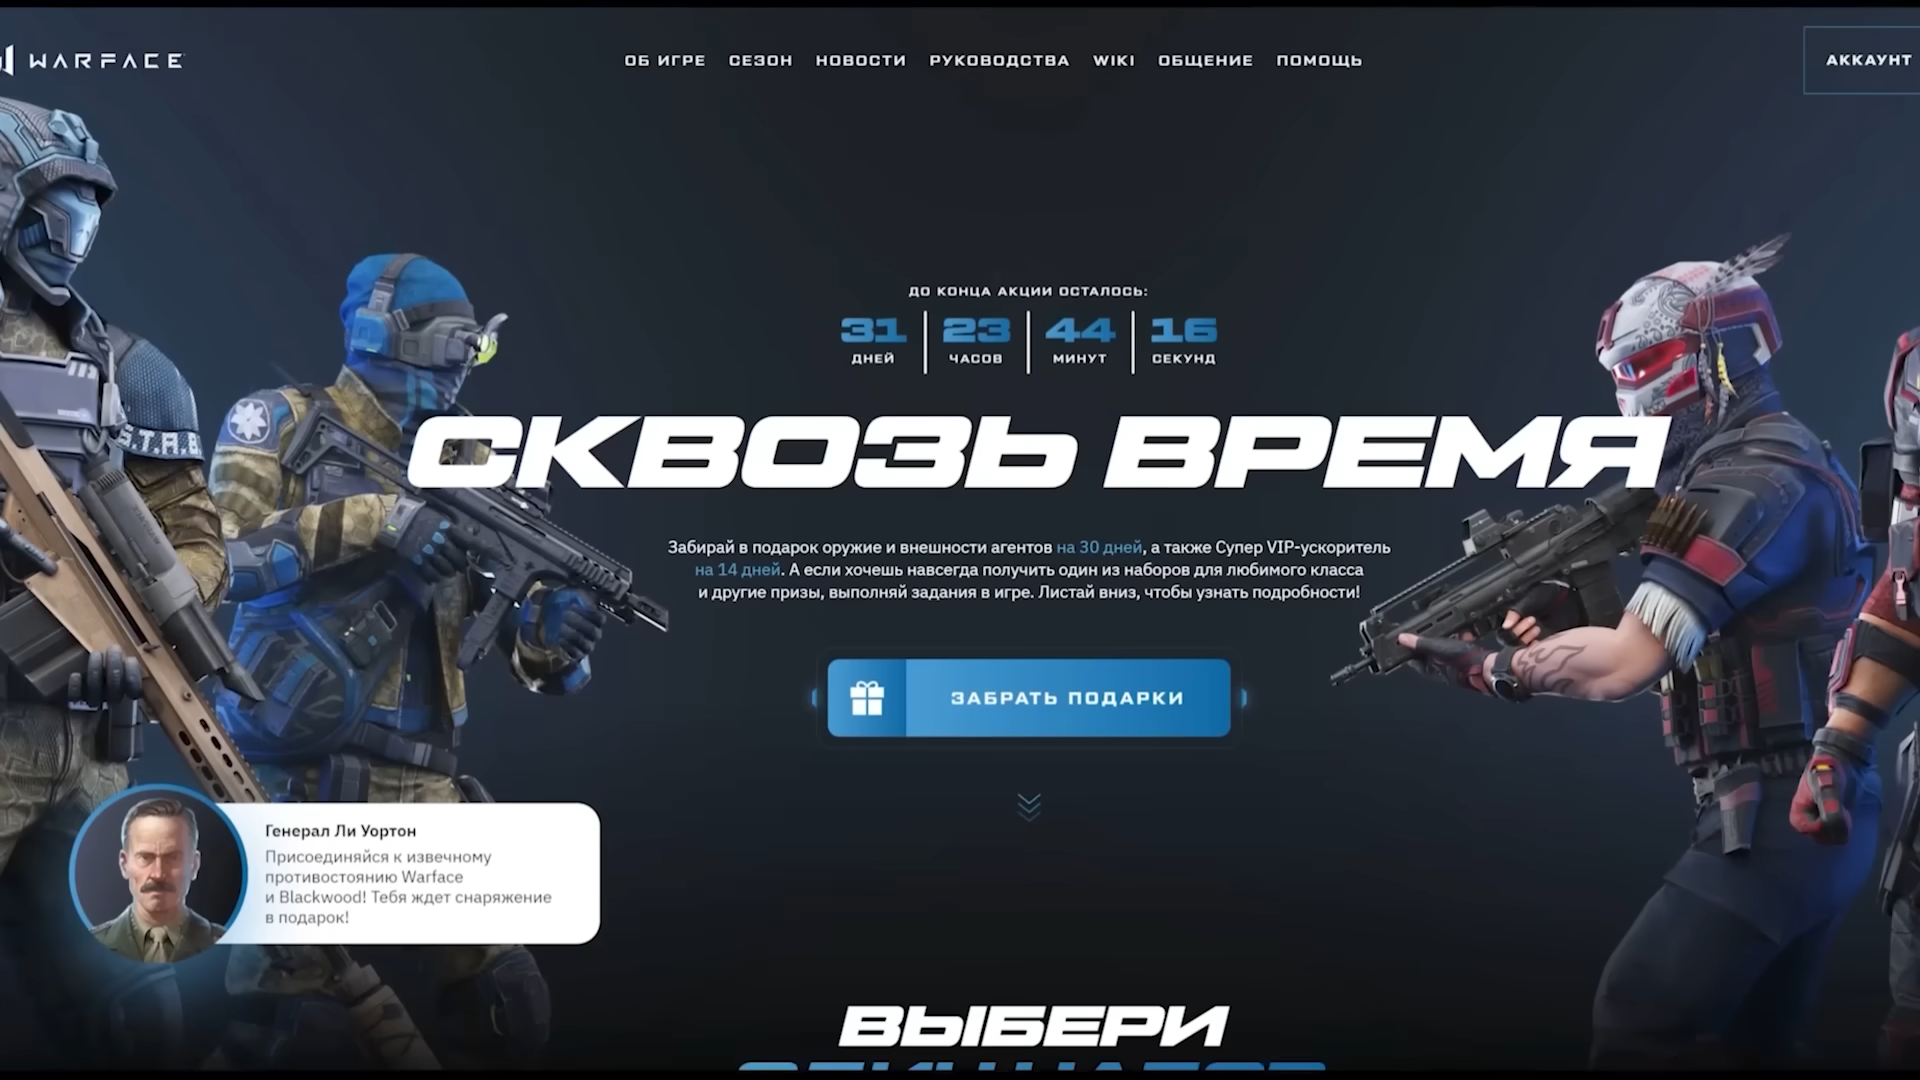 WARFACE
ОБ ИГРЕ СЕЗОН НОВОСТИ РУКОВОДСТВА WIKI ОБЩЕНИЕ ПОМОЩЬ
АККАУНТ
ДО КОНЦА АКЦИИ ОСТАЛОСЬ:
31 23 44 16
ДНЕЙ ЧАСОВ МИНУТ СЕКУНД
СКВОЗЬ ВРЕМЯ
Забирай в подарок оружие и внешности агентов на 30 дней, а также Супер VIP-ускоритель
на 14 дней. А если хочешь навсегда получить один из наборов для любимого класса
и другие призы, выполняй задания в игре. Листай вниз, чтобы узнать подробности!
ЗАБРАТЬ ПОДАРКИ
Генерал Ли Уортон
Присоединяйся к извечному
противостоянию Warface
и Blackwood! Тебя ждет снаряжение
в подарок!
ВЫБЕРИ